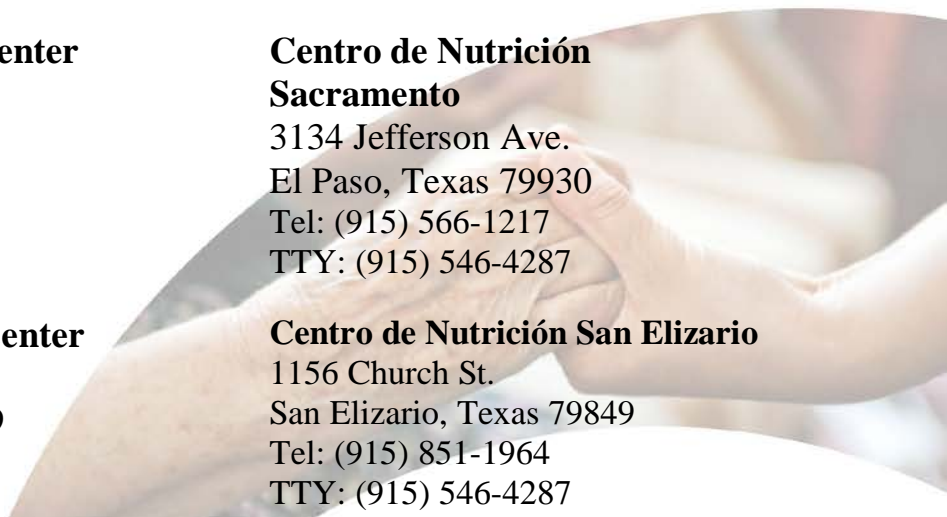 enter
Centro de Nutrición
Sacramento
3134 Jefferson Ave.
El Paso, Texas 79930
Tel: (915) 566-1217
TTY: (915) 546-4287
enter
Centro de Nutrición San Elizario
1156 Church St.
San Elizario, Texas 79849
Tel: (915) 851-1964
TTY: (915) 546-4287